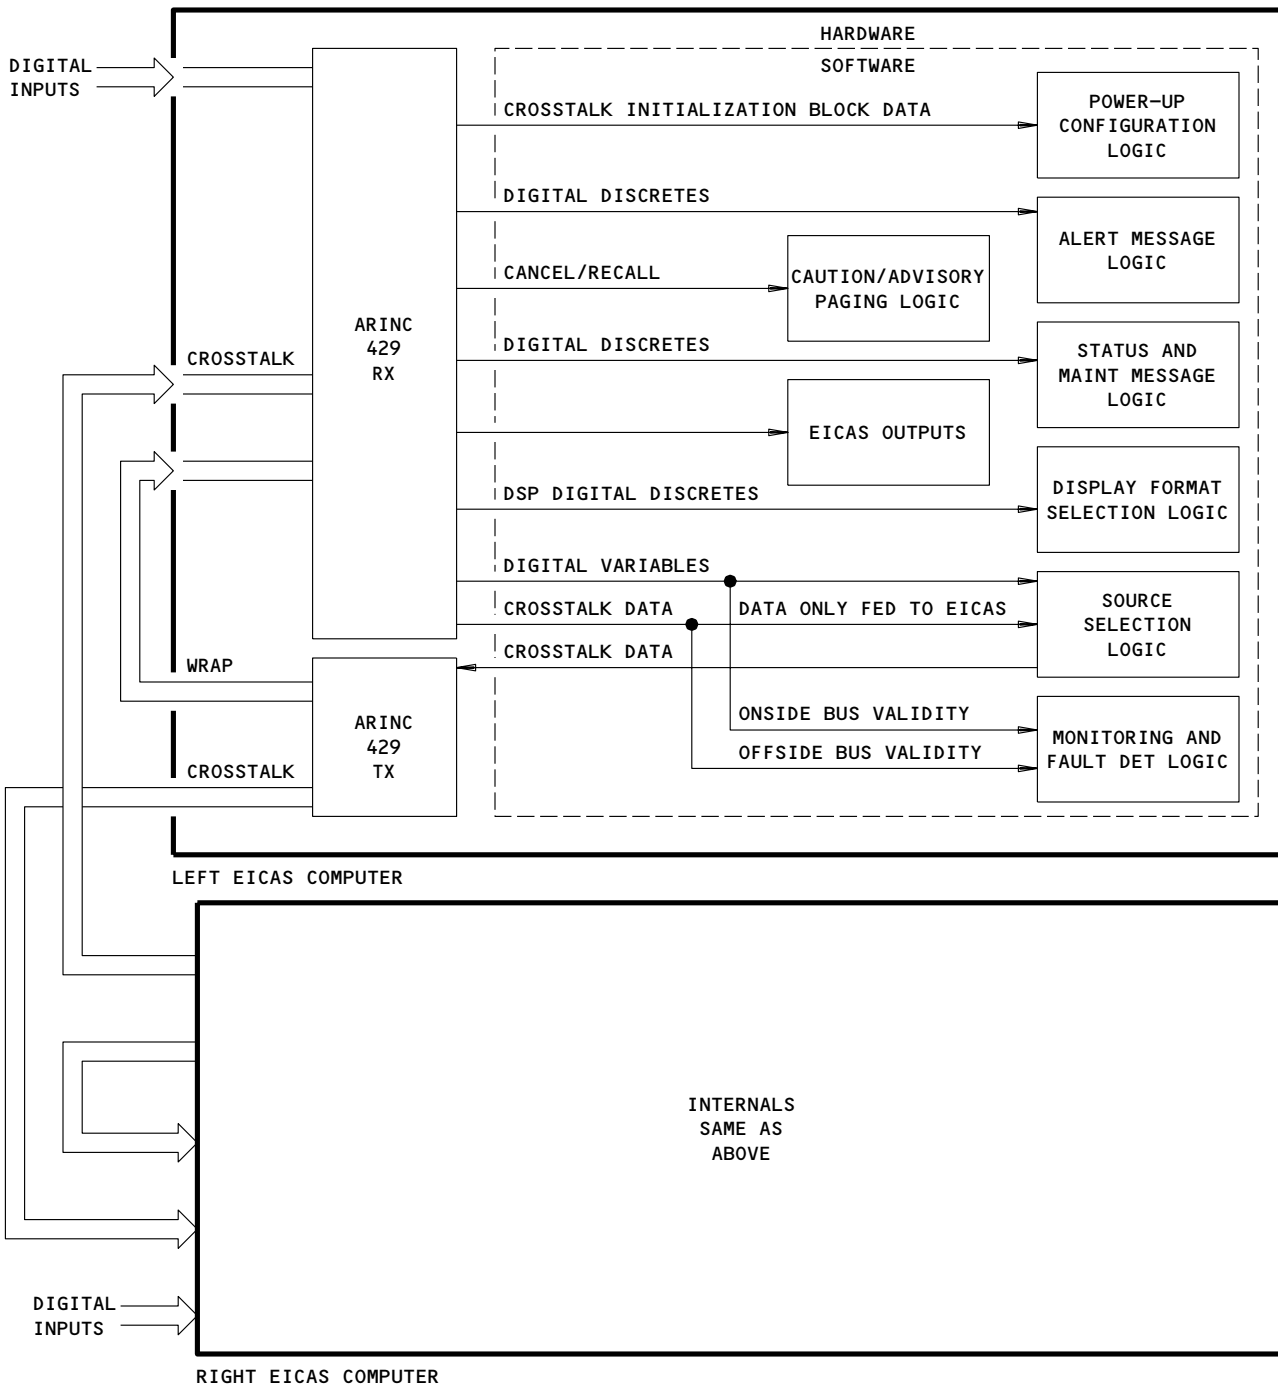 HARDWARE
SOFTWARE
DIGITAL
INPUTS
CROSSTALK INITIALIZATION BLOCK DATA
POWER-UP
CONFIGURATION
LOGIC
DIGITAL DISCRETES
ALERT MESSAGE
LOGIC
CANCEL/RECALL
CAUTION/ADVISORY
PAGING LOGIC
ARINC
429
RX
CROSSTALK
DIGITAL DISCRETES
STATUS AND
MAINT MESSAGE
LOGIC
EICAS OUTPUTS
DSP DIGITAL DISCRETES
DISPLAY FORMAT
SELECTION LOGIC
DIGITAL VARIABLES
CROSSTALK DATA
DATA ONLY FED TO EICAS
SOURCE
SELECTION
LOGIC
CROSSTALK DATA
WRAP
ARINC
429
TX
ONSIDE BUS VALIDITY
OFFSIDE BUS VALIDITY
MONITORING AND
FAULT DET LOGIC
CROSSTALK
LEFT EICAS COMPUTER
INTERNALS
SAME AS
ABOVE
DIGITAL
INPUTS
RIGHT EICAS COMPUTER